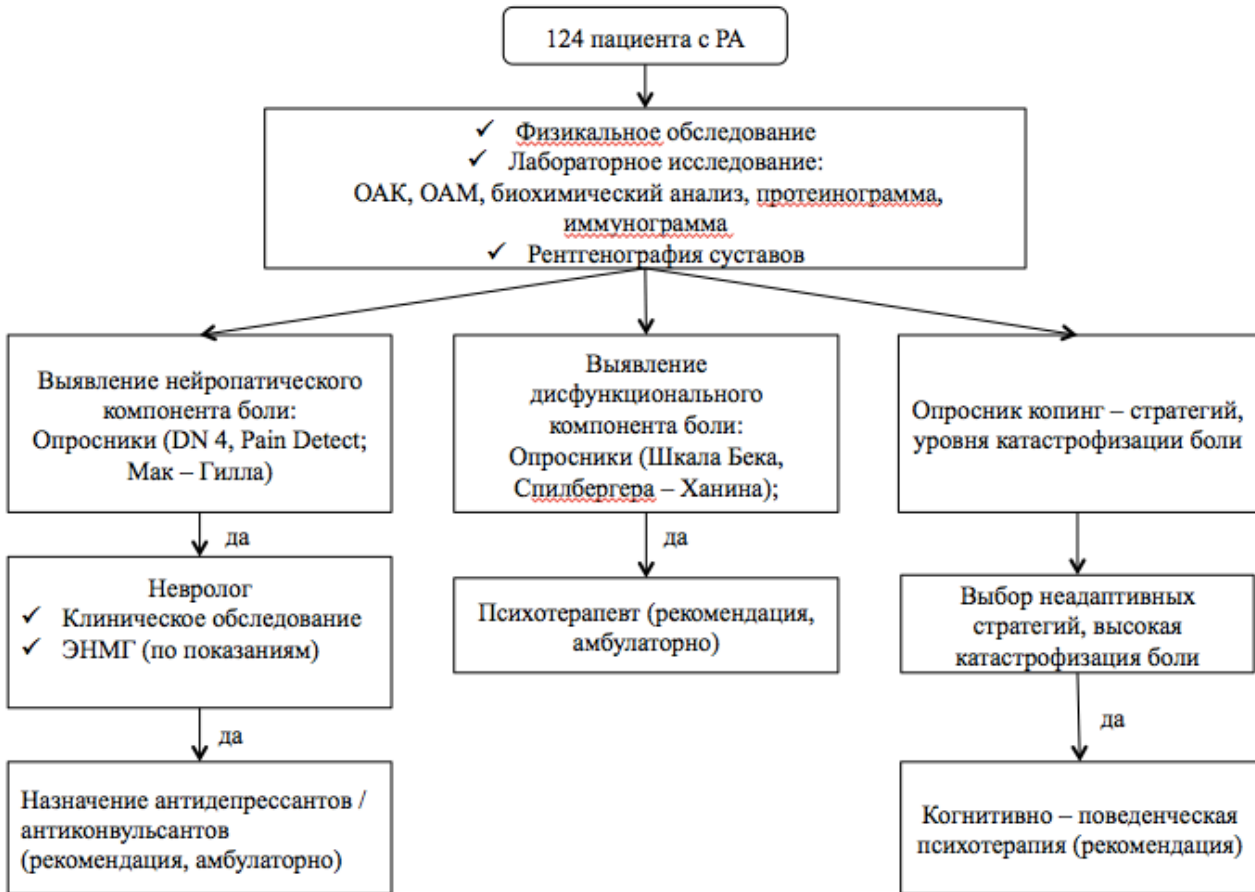 124 пациента с РА
✓ Физикальное обследование
✓ Лабораторное исследование:
ОАК, ОАМ, биохимический анализ, протеинограмма,
иммунограмма
✓ Рентгенография суставов
Выявление нейропатического
компонента боли:
Опросники (DN 4, Pain Detect;
Мак – Гилла)
да
Невролог
✓ Клиническое обследование
✓ ЭНМГ (по показаниям)
да
Назначение антидепрессантов /
антиконвульсантов
(рекомендация, амбулаторно)
Выявление
дисфункционального
компонента боли:
Опросники (Шкала Бека,
Спилбергера – Ханина);
да
Психотерапевт (рекомендация,
амбулаторно)
Опросник копинг – стратегий,
уровня катастрофизации боли
Выбор неадаптивных
стратегий, высокая
катастрофизация боли
да
Когнитивно – поведенческая
психотерапия (рекомендация)